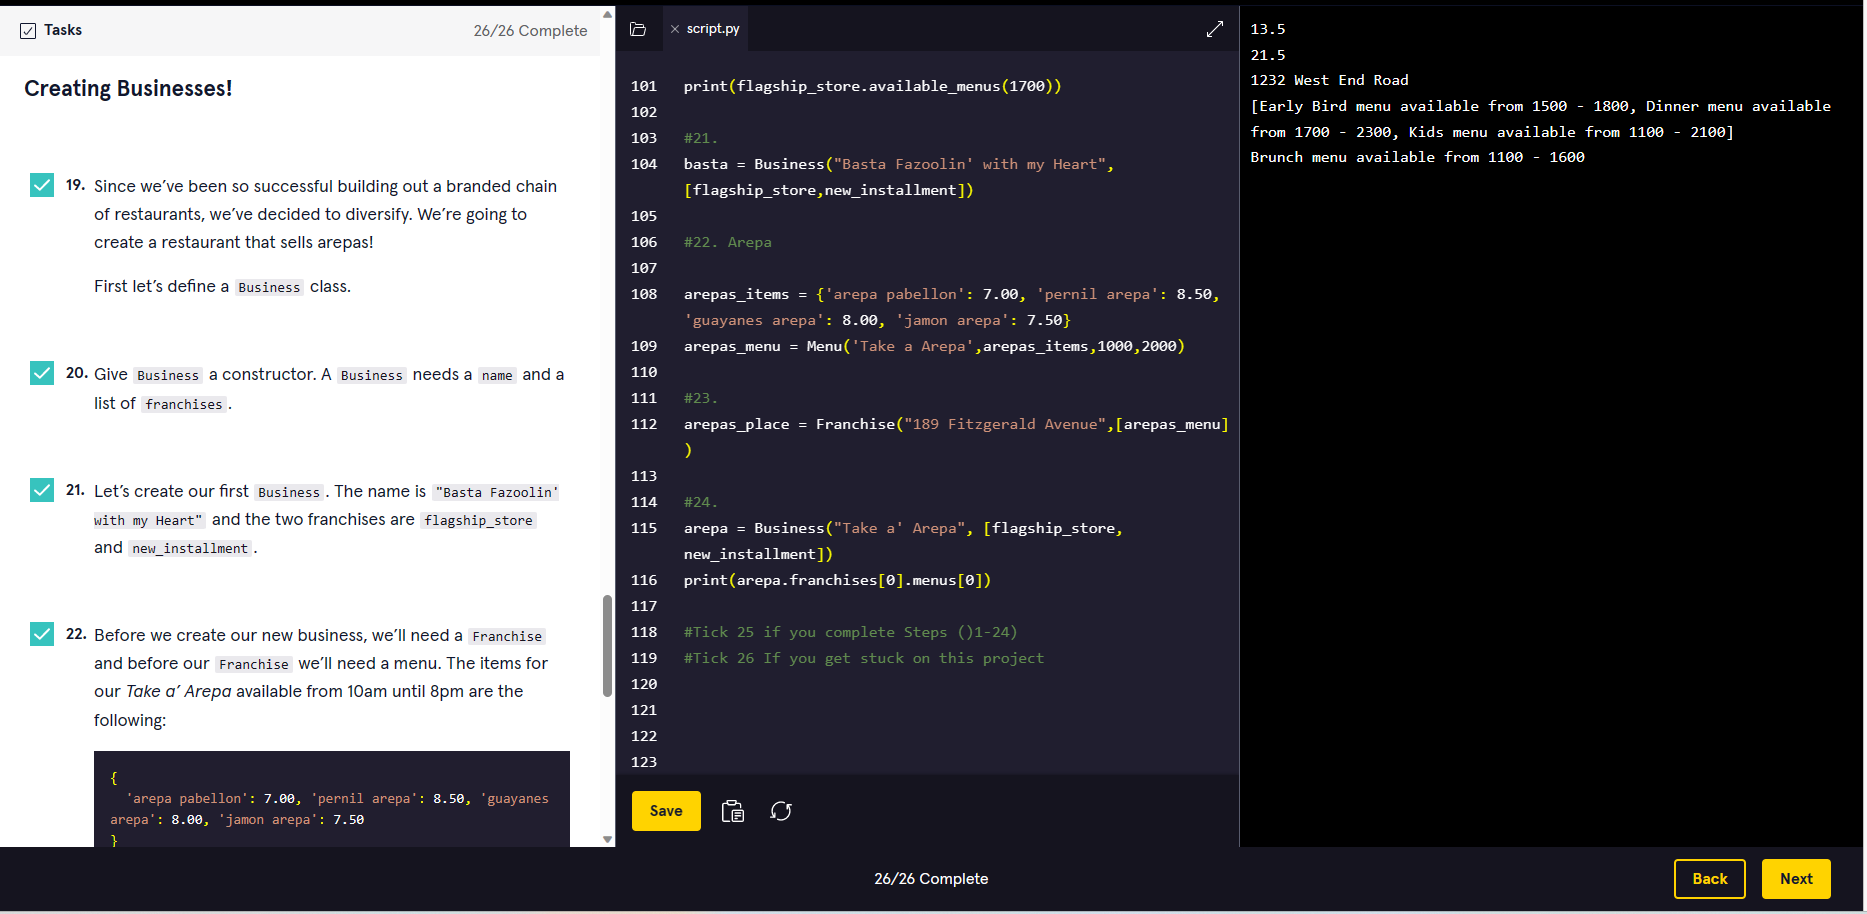 Tasks
26/26 Complete
Creating Businesses!
19. Since we've been so successful building out a branded chain
of restaurants, we've decided to diversify. We're going to
create a restaurant that sells arepas!
First let's define a Business class.
20. Give Business a constructor. A Business needs a name and a
list of franchises.
21. Let's create our first Business. The name is "Basta Fazoolin'
with my Heart" and the two franchises are flagship_store
and new_installment.
22. Before we create our new business, we'll need a Franchise
and before our Franchise we'll need a menu. The items for
our Take a' Arepa available from 10am until 8pm are the
following:
{
'arepa pabellon': 7.00, 'pernil arepa': 8.50, 'guayanes
arepa': 8.00, 'jamon arepa': 7.50
}
script.py
101 print(flagship_store.available_menus(1700))
102
103 #21.
104 basta = Business("Basta Fazoolin' with my Heart",
[flagship_store,new_installment])
105
106 #22. Arepa
107
108 arepas_items = {'arepa pabellon': 7.00, 'pernil arepa': 8.50,
'guayanes arepa': 8.00, 'jamon arepa': 7.50}
109 arepas_menu = Menu('Take a Arepa',arepas_items,1000,2000)
110
111 #23.
112 arepas_place = Franchise("189 Fitzgerald Avenue",[arepas_menu]
)
113
114 #24.
115 arepa = Business("Take a' Arepa", [flagship_store,
new_installment])
116 print(arepa.franchises[0].menus[0])
117
118 #Tick 25 if you complete Steps ()1-24)
119 #Tick 26 If you get stuck on this project
120
121
122
123
Save
13.5
21.5
1232 West End Road
[Early Bird menu available from 1500 - 1800, Dinner menu available
from 1700 - 2300, Kids menu available from 1100 - 2100]
Brunch menu available from 1100 - 1600
26/26 Complete
Back
Next